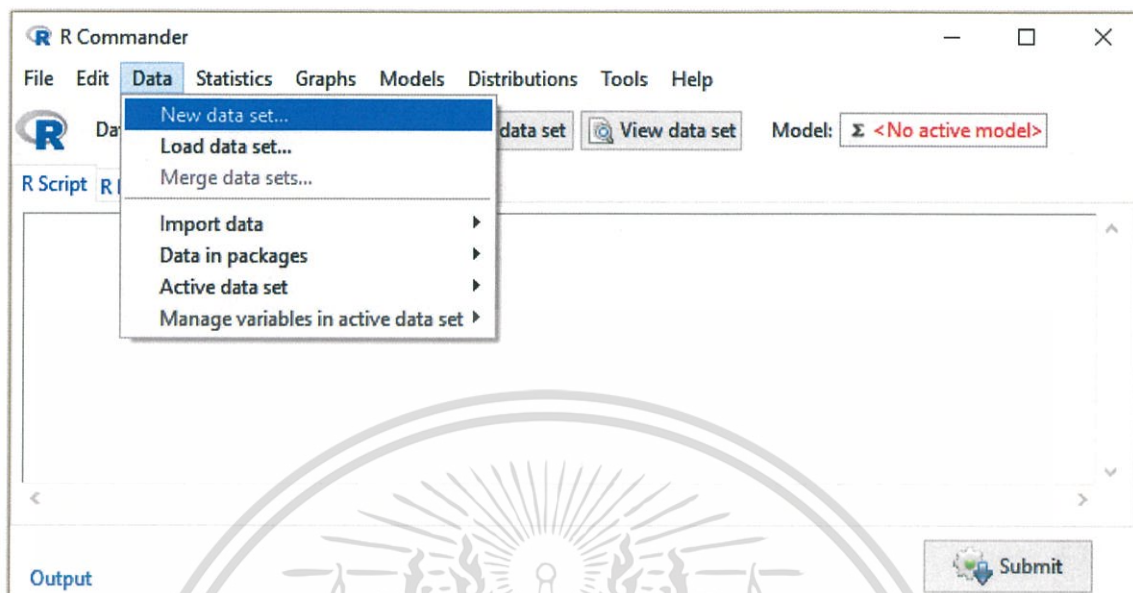 R Commander
File Edit Data Statistics Graphs Models Distributions Tools Help
R Da data set View data set Model: Σ <No active model>
New data set...
Load data set...
Merge data sets...
Import data
Data in packages
Active data set
Manage variables in active data set
R Script R
Output
Submit